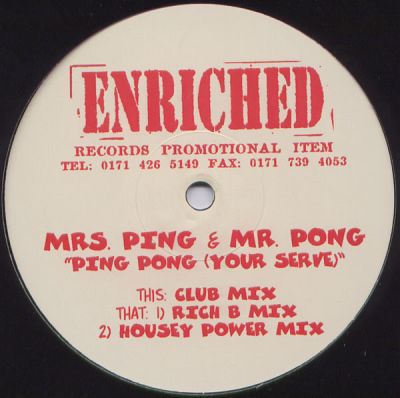 ENRICHED
RECORDS PROMOTIONAL ITEM
TEL: 0171 426 5149 FAX: 0171 739 4053
MRS. PING & MR. PONG
"PING PONG (YOUR SERVE)"
THIS: CLUB MIX
THAT: 1) RICH B MIX
2) HOUSEY POWER MIX